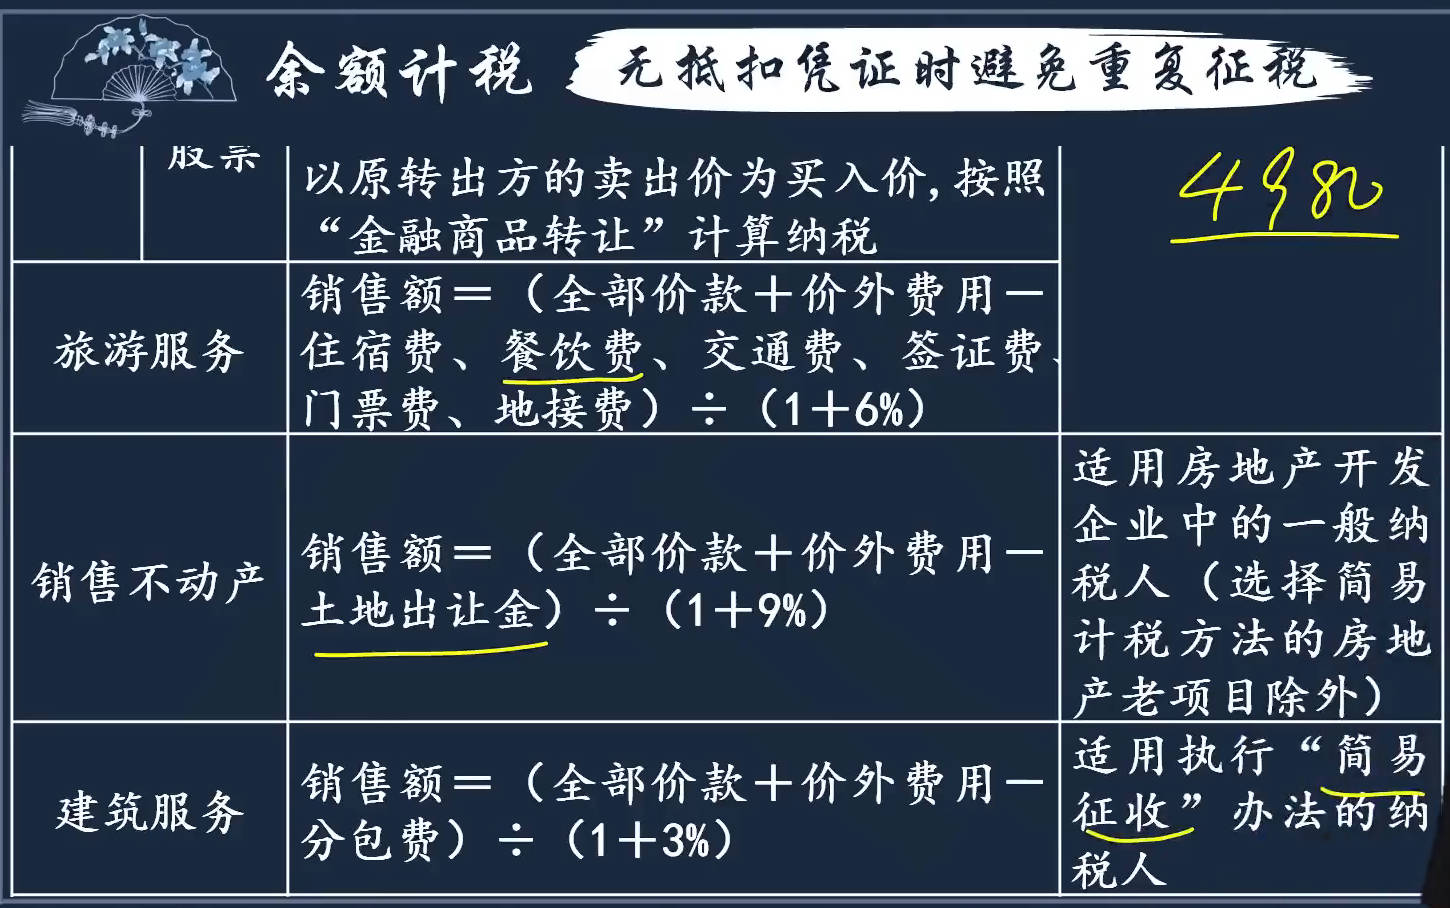 余额计税
无抵扣凭证时避免重复征税
股票
以原转出方的卖出价为买入价,按照
“金融商品转让”计算纳税
4980
旅游服务
销售额＝（全部价款＋价外费用－
住宿费、餐饮费、交通费、签证费、
门票费、地接费）÷（1＋6%）
销售不动产
销售额＝（全部价款＋价外费用－
土地出让金）÷（1＋9%）
适用房地产开发
企业中的一般纳
税人（选择简易
计税方法的房地
产老项目除外）
建筑服务
销售额＝（全部价款＋价外费用－
分包费）÷（1＋3%）
适用执行“简易
征收”办法的纳
税人